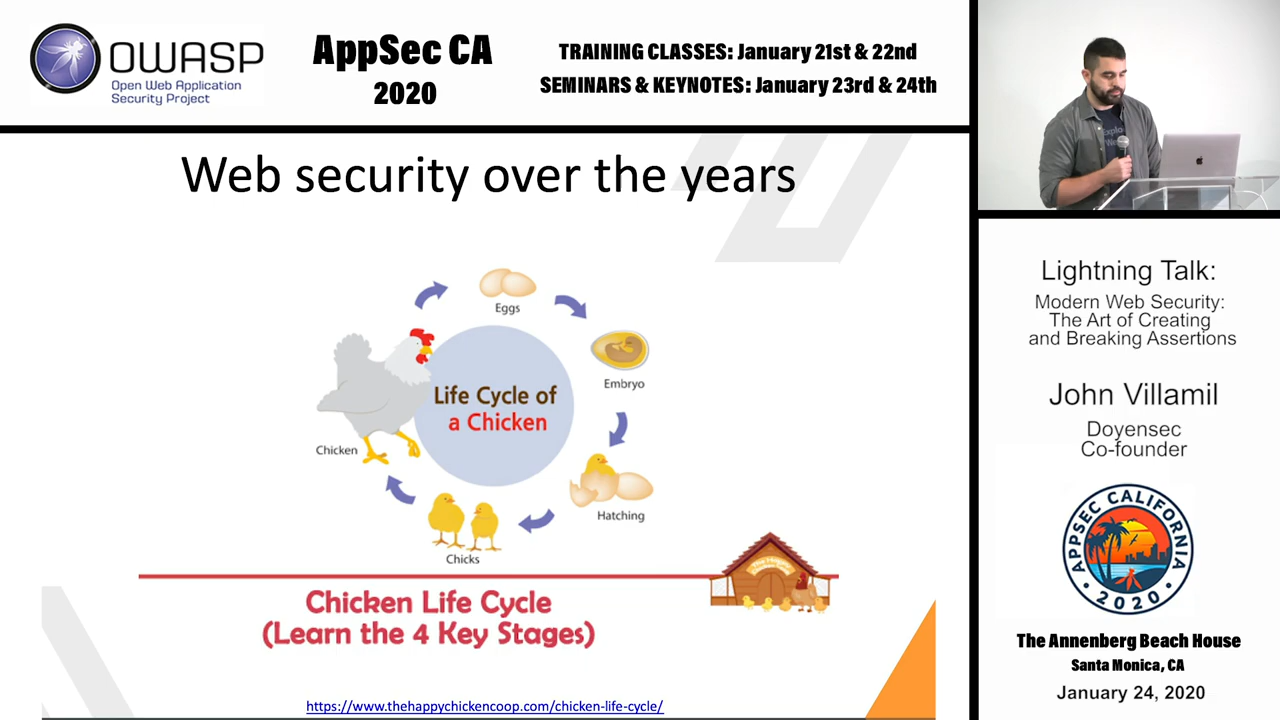 OWASP
Open Web Application
Security Project
AppSec CA
2020
TRAINING CLASSES: January 21st & 22nd
SEMINARS & KEYNOTES: January 23rd & 24th
Web security over the years
Eggs
Embryo
Hatching
Chicks
Chicken
Life Cycle of
a Chicken
Chicken Life Cycle
(Learn the 4 Key Stages)
https://www.thehappychickencoop.com/chicken-life-cycle/
Lightning Talk:
Modern Web Security:
The Art of Creating
and Breaking Assertions
John Villamil
Doyensec
Co-founder
APPSEC CALIFORNIA
2020
The Annenberg Beach House
Santa Monica, CA
January 24, 2020